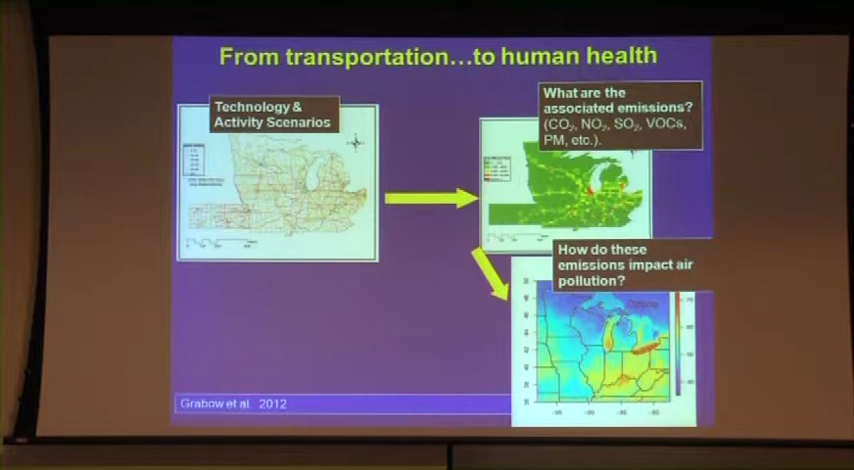 From transportation...to human health
Technology &
Activity Scenarios
What are the
associated emissions?
(CO₂, NO₂, SO₂, VOCs,
PM, etc.).
How do these
emissions impact air
pollution?
Ozone
Grabow et al. 2012